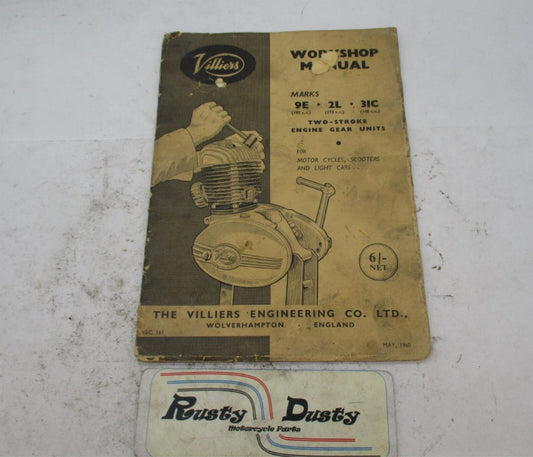 Villiers
WORKSHOP
MANUAL
MARKS
9E • 2L • 31C
TWO-STROKE
ENGINE GEAR UNITS
FOR
MOTOR CYCLES, SCOOTERS
AND LIGHT CARS . .
6/-
NET
THE VILLIERS ENGINEERING CO. LTD.,
WOLVERHAMPTON ENGLAND
MAY, 1960
Rusty Dusty
Motorcycle Parts